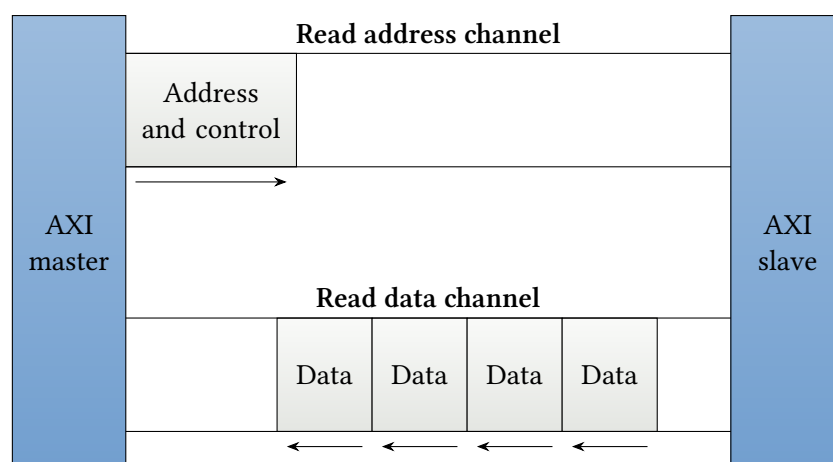 Read address channel
Address
and control
AXI
master
AXI
slave
Read data channel
Data Data Data Data